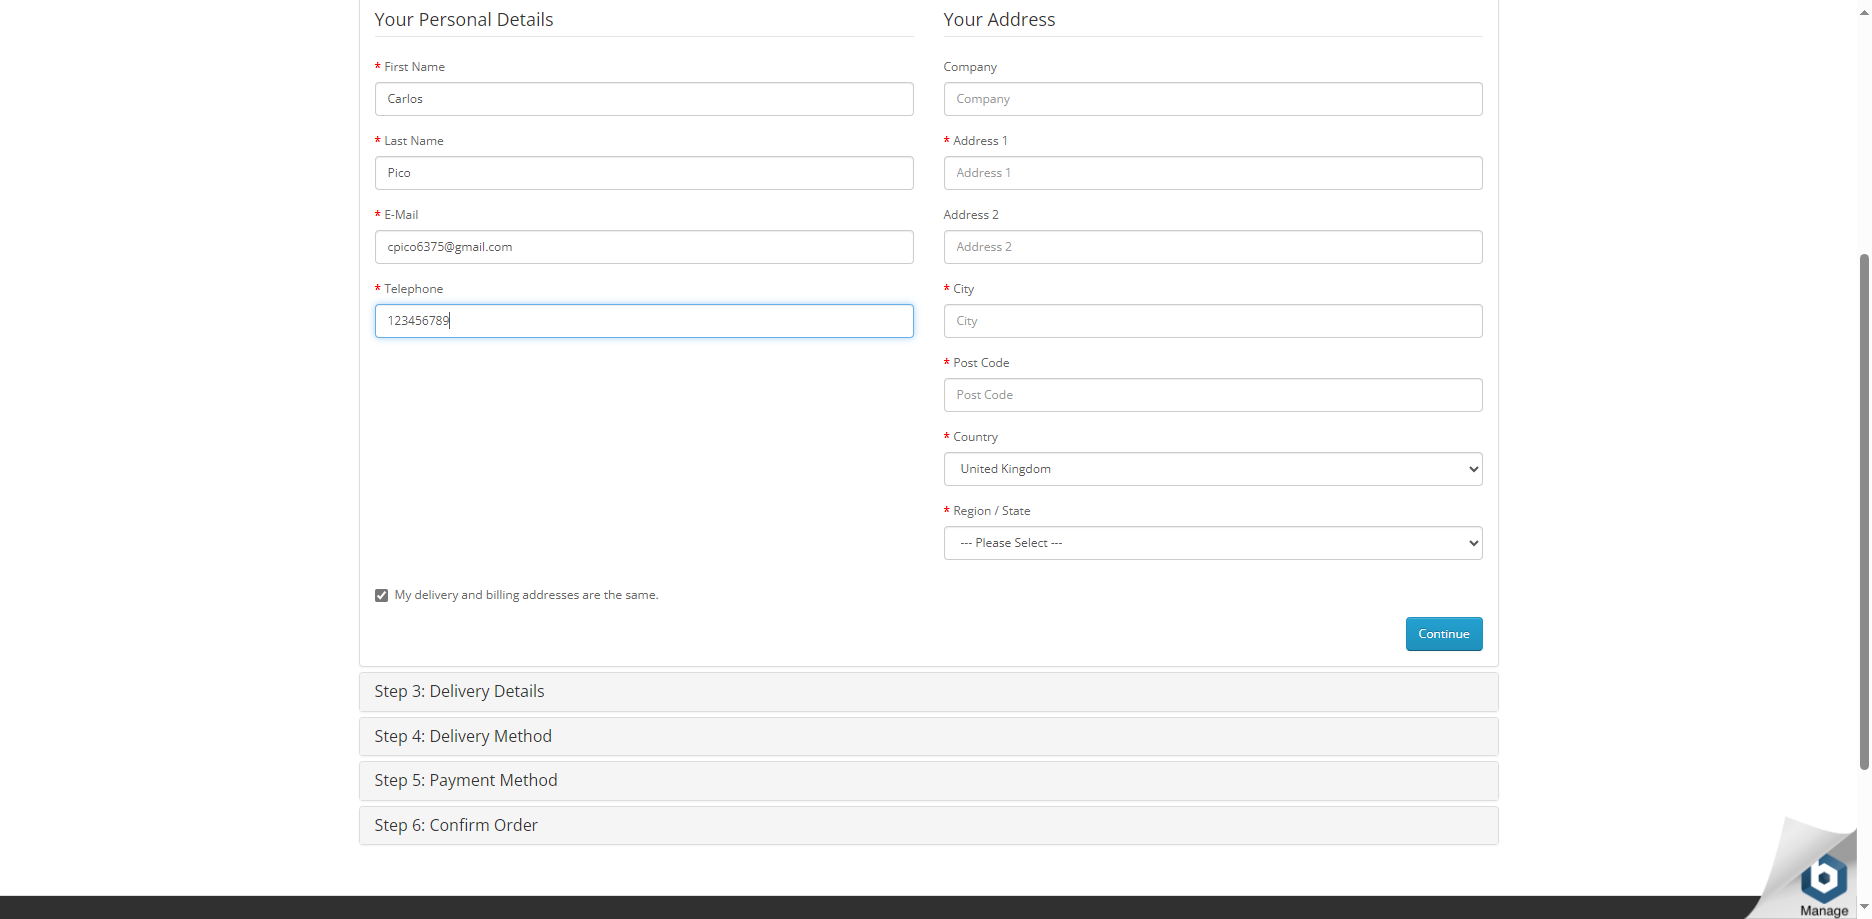 Your Personal Details
* First Name
Carlos
* Last Name
Pico
* E-Mail
cpico6375@gmail.com
* Telephone
123456789
Your Address
Company
Company
* Address 1
Address 1
Address 2
Address 2
* City
City
* Post Code
Post Code
* Country
United Kingdom
* Region / State
--- Please Select ---
My delivery and billing addresses are the same.
Continue
Step 3: Delivery Details
Step 4: Delivery Method
Step 5: Payment Method
Step 6: Confirm Order
b
Manage